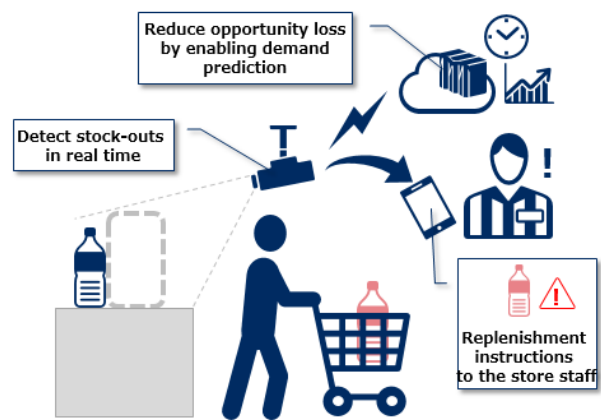 Reduce opportunity loss
by enabling demand
prediction
Detect stock-outs
in real time
Replenishment
instructions
to the store staff